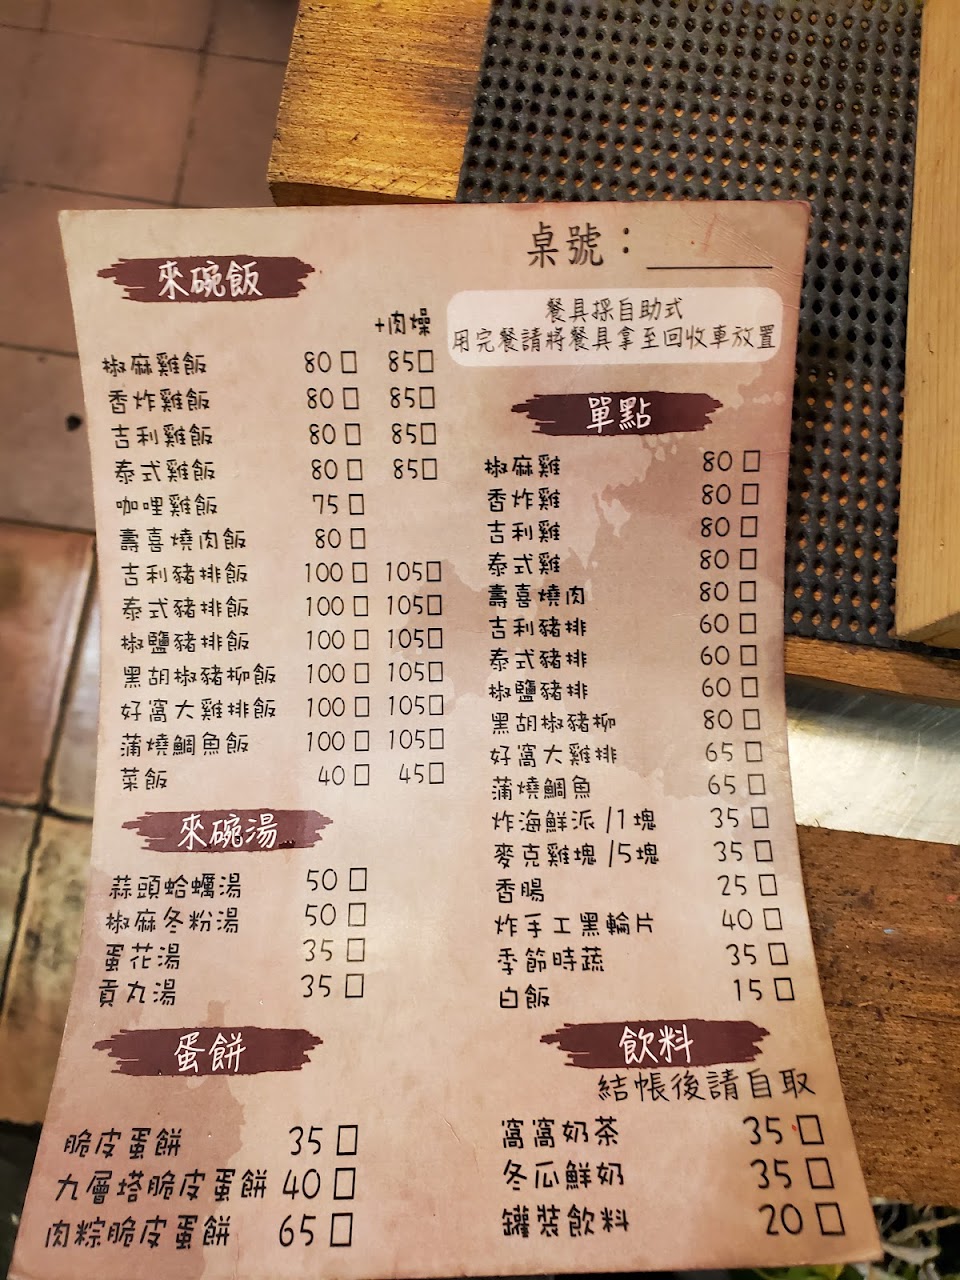 桌號：
餐具採自助式
用完餐請將餐具拿至回收車放置
來碗飯
+肉燥
椒麻雞飯 80□ 85□
香炸雞飯 80□ 85□
吉利雞飯 80□ 85□
泰式雞飯 80□ 85□
咖哩雞飯 75□
壽喜燒肉飯 80□
吉利豬排飯 100□ 105□
泰式豬排飯 100□ 105□
椒鹽豬排飯 100□ 105□
黑胡椒豬柳飯 100□ 105□
好窩大雞排飯 100□ 105□
蒲燒鯛魚飯 100□ 105□
菜飯 40□ 45□
來碗湯
蒜頭蛤蠣湯 50□
椒麻冬粉湯 50□
蛋花湯 35□
貢丸湯 35□
蛋餅
脆皮蛋餅 35□
九層塔脆皮蛋餅 40□
肉粽脆皮蛋餅 65□
單點
椒麻雞 80□
香炸雞 80□
吉利雞 80□
泰式雞 80□
壽喜燒肉 80□
吉利豬排 60□
泰式豬排 60□
椒鹽豬排 60□
黑胡椒豬柳 80□
好窩大雞排 65□
蒲燒鯛魚 65□
炸海鮮派/1塊 35□
麥克雞塊/5塊 35□
香腸 25□
炸手工黑輪片 40□
季節時蔬 35□
白飯 15□
飲料
結帳後請自取
窩窩奶茶 35□
冬瓜鮮奶 35□
罐裝飲料 20□